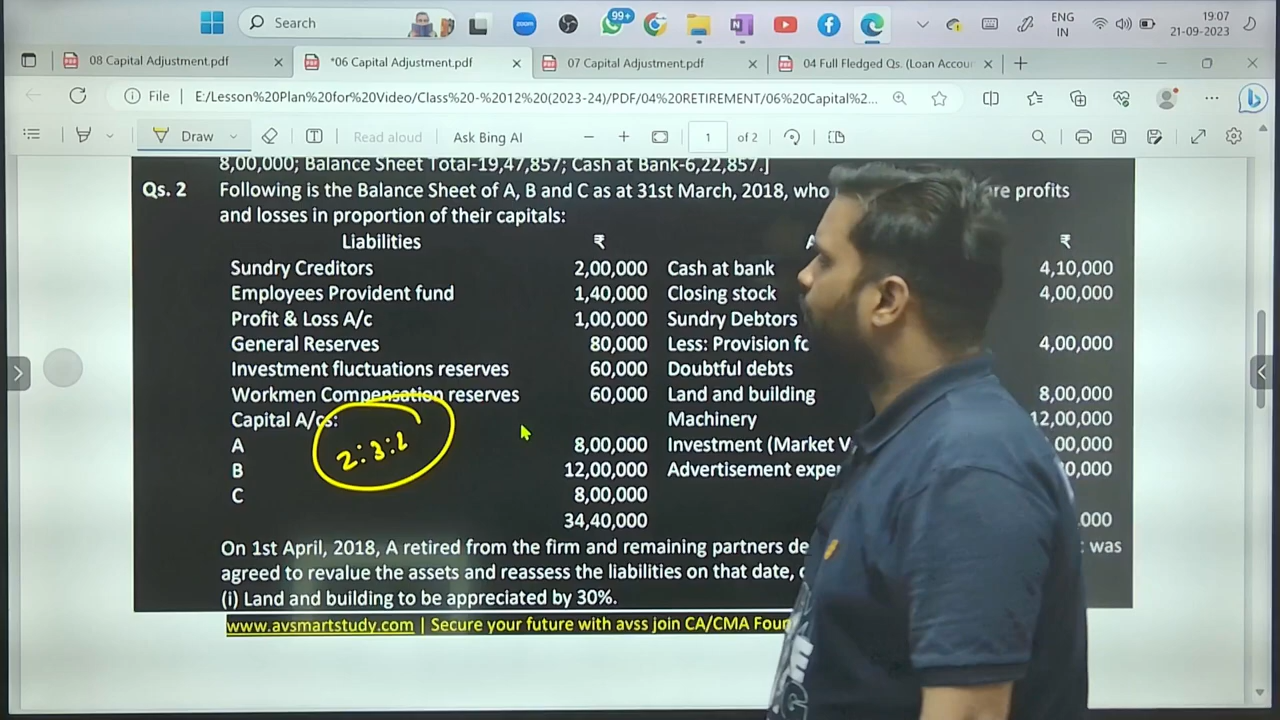 Search
99+
ENG
IN
19:07
21-09-2023
08 Capital Adjustment.pdf
*06 Capital Adjustment.pdf
07 Capital Adjustment.pdf
04 Full Fledged Qs. (Loan Accour
File
E:/Lesson%20Plan%20for%20Video/Class%20-%2012%20(2023-24)/PDF/04%20RETIREMENT/06%20Capital%2...
Draw
Read aloud
Ask Bing AI
1 of 2
8,00,000; Balance Sheet Total-19,47,857; Cash at Bank-6,22,857.]
Qs. 2 Following is the Balance Sheet of A, B and C as at 31st March, 2018, who re profits
and losses in proportion of their capitals:
Liabilities ₹ A ₹
Sundry Creditors 2,00,000 Cash at bank 4,10,000
Employees Provident fund 1,40,000 Closing stock 4,00,000
Profit & Loss A/c 1,00,000 Sundry Debtors
General Reserves 80,000 Less: Provision fo 4,00,000
Investment fluctuations reserves 60,000 Doubtful debts
Workmen Compensation reserves 60,000 Land and building 8,00,000
Capital A/cs: Machinery 12,00,000
A 8,00,000 Investment (Market V 00,000
B 12,00,000 Advertisement expe 0,000
C 8,00,000
34,40,000 ,000
2:3:2
On 1st April, 2018, A retired from the firm and remaining partners de t was
agreed to revalue the assets and reassess the liabilities on that date,
(i) Land and building to be appreciated by 30%.
www.avsmartstudy.com | Secure your future with avss join CA/CMA Foun